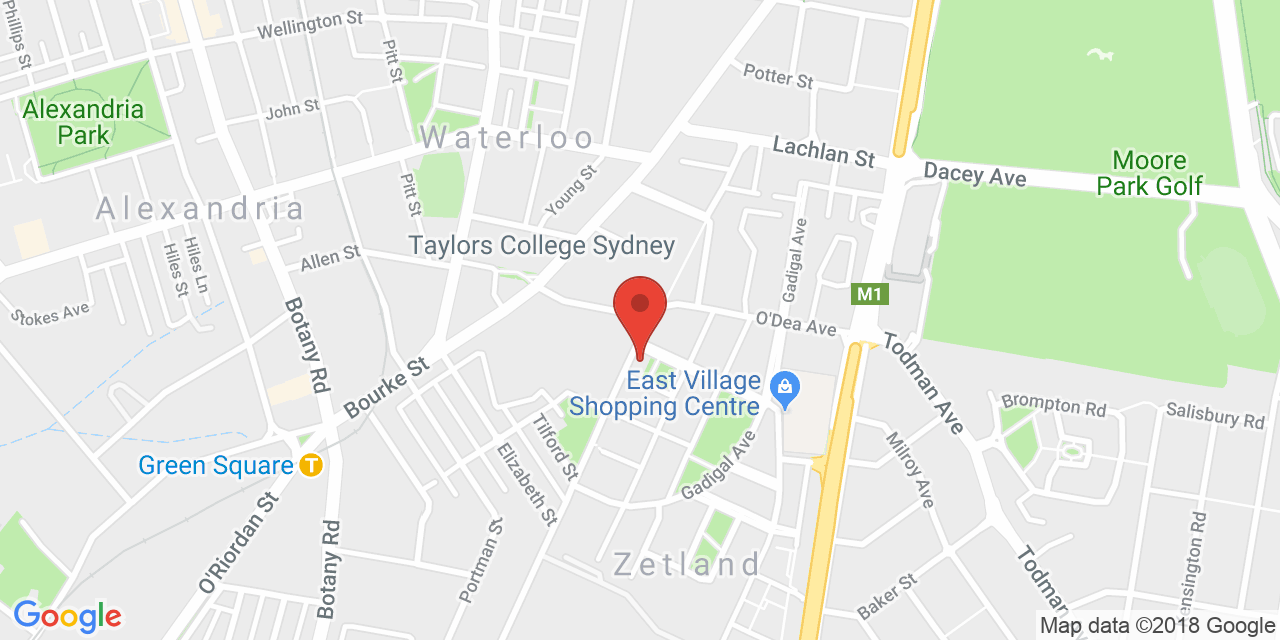 Phillips St
Wellington St
Pitt St
Potter St
Alexandria
Park
John St
Waterloo
Lachlan St
Dacey Ave
Moore
Park Golf
Pitt St
Young St
Alexandria
Hiles St
Hiles Ln
Allen St
Taylors College Sydney
Gadigal Ave
M1
Stokes Ave
Botany Rd
O'Dea Ave
Todman Ave
Bourke St
East Village
Shopping Centre
Brompton Rd
Salisbury Rd
Tilford St
Elizabeth St
Gadigal Ave
Milroy Ave
Green Square
T
O'Riordan St
Botany Rd
Portman St
Zetland
Baker St
Todman
ensington Rd
Google
Map data ©2018 Google